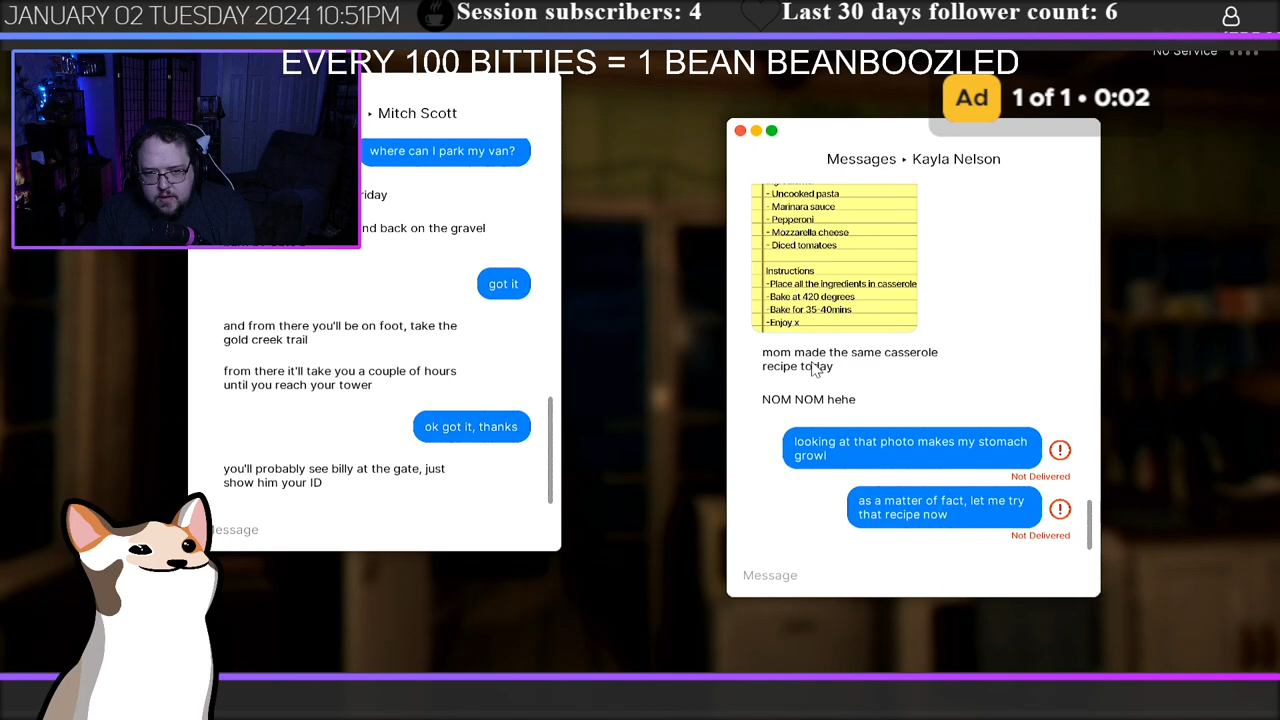 JANUARY 02 TUESDAY 2024 10:51PM
Session subscribers: 4
Last 30 days follower count: 6
EVERY 100 BITTIES = 1 BEAN BEANBOOZLED
No Service
Ad 1 of 1 • 0:02
▸ Mitch Scott
where can I park my van?
riday
nd back on the gravel
got it
and from there you'll be on foot, take the
gold creek trail
from there it'll take you a couple of hours
until you reach your tower
ok got it, thanks
you'll probably see billy at the gate, just
show him your ID
essage
Messages ▸ Kayla Nelson
- Uncooked pasta
- Marinara sauce
- Pepperoni
- Mozzarella cheese
- Diced tomatoes
Instructions
-Place all the ingredients in casserole
-Bake at 420 degrees
-Bake for 35-40mins
-Enjoy x
mom made the same casserole
recipe today
NOM NOM hehe
looking at that photo makes my stomach
growl
Not Delivered
as a matter of fact, let me try
that recipe now
Not Delivered
Message